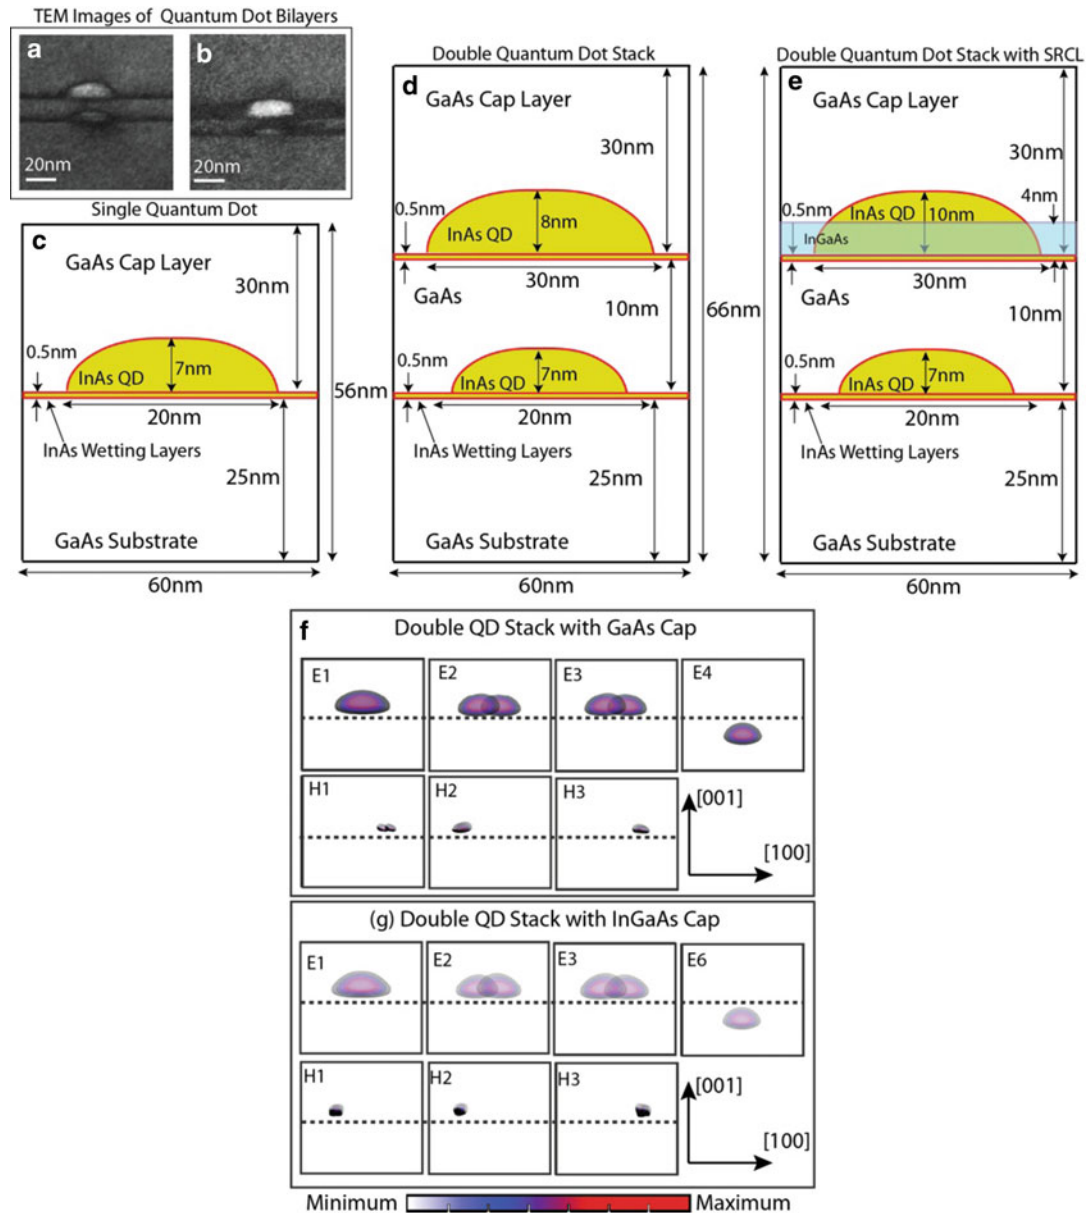 TEM Images of Quantum Dot Bilayers
a
20nm
b
20nm
Single Quantum Dot
c
GaAs Cap Layer
30nm
0.5nm
InAs QD
7nm
56nm
20nm
InAs Wetting Layers
25nm
GaAs Substrate
60nm
Double Quantum Dot Stack
d
GaAs Cap Layer
30nm
0.5nm
InAs QD
8nm
30nm
GaAs
10nm
66nm
0.5nm
InAs QD
7nm
20nm
InAs Wetting Layers
25nm
GaAs Substrate
60nm
Double Quantum Dot Stack with SRCL
e
GaAs Cap Layer
30nm
4nm
0.5nm
InAs QD
10nm
InGaAs
30nm
GaAs
10nm
0.5nm
InAs QD
7nm
20nm
InAs Wetting Layers
25nm
GaAs Substrate
60nm
f
Double QD Stack with GaAs Cap
E1
E2
E3
E4
H1
H2
H3
[001]
[100]
(g) Double QD Stack with InGaAs Cap
E1
E2
E3
E6
H1
H2
H3
[001]
[100]
Minimum
Maximum